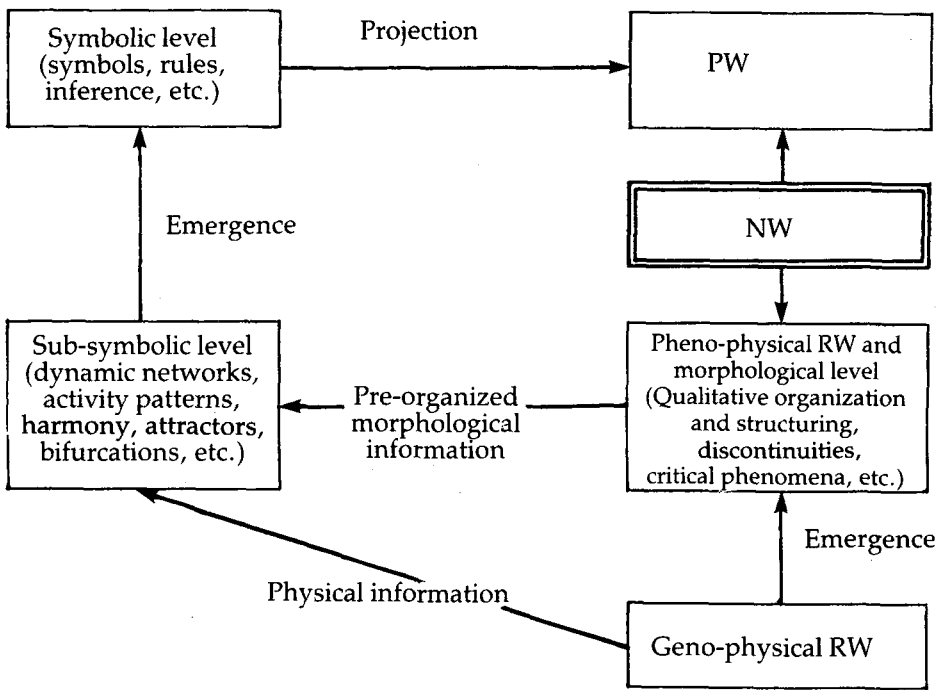 Symbolic level
(symbols, rules,
inference, etc.)
Projection
PW
Emergence
NW
Sub-symbolic level
(dynamic networks,
activity patterns,
harmony, attractors,
bifurcations, etc.)
Pre-organized
morphological
information
Pheno-physical RW and
morphological level
(Qualitative organization
and structuring,
discontinuities,
critical phenomena, etc.)
Emergence
Physical information
Geno-physical RW